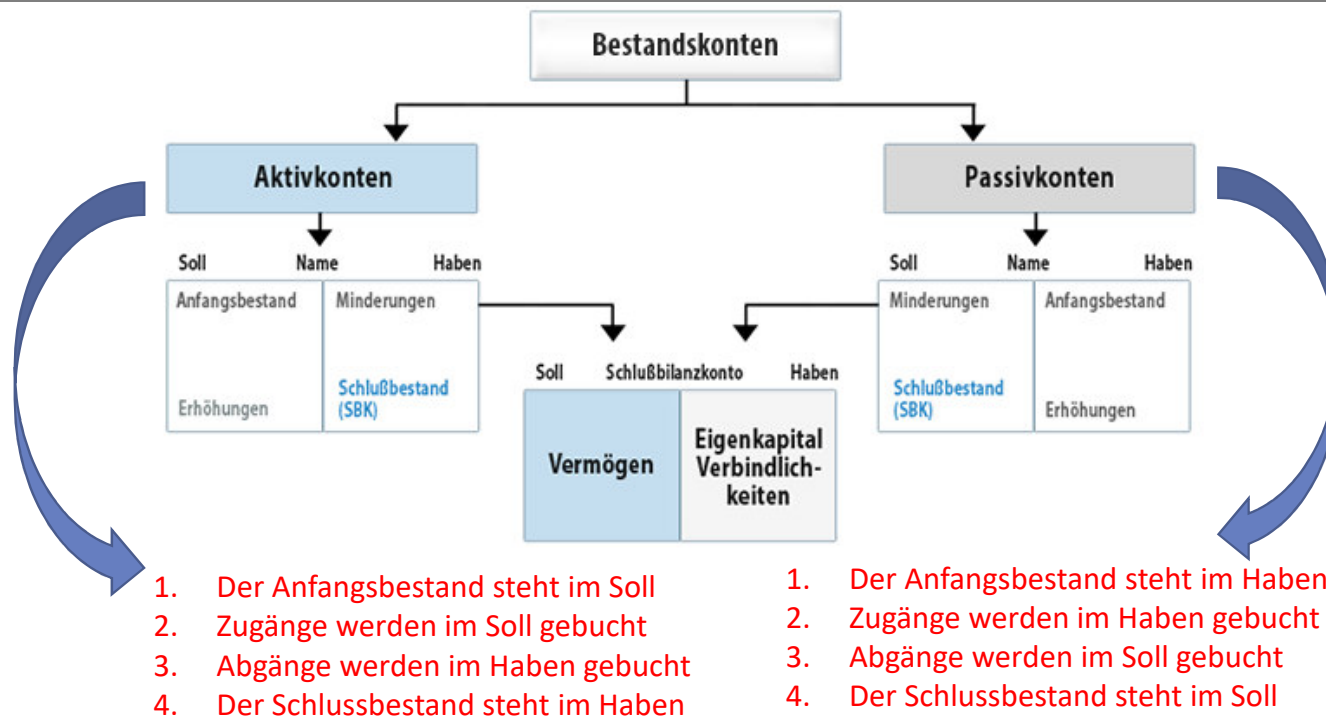 Bestandskonten
Aktivkonten
Passivkonten
Soll Name Haben
Anfangsbestand Minderungen
Schlußbestand
(SBK)
Erhöhungen
Soll Name Haben
Minderungen Anfangsbestand
Schlußbestand
(SBK)
Erhöhungen
Soll Schlußbilanzkonto Haben
Vermögen
Eigenkapital
Verbindlich-
keiten
1. Der Anfangsbestand steht im Soll
2. Zugänge werden im Soll gebucht
3. Abgänge werden im Haben gebucht
4. Der Schlussbestand steht im Haben
1. Der Anfangsbestand steht im Haben
2. Zugänge werden im Haben gebucht
3. Abgänge werden im Soll gebucht
4. Der Schlussbestand steht im Soll